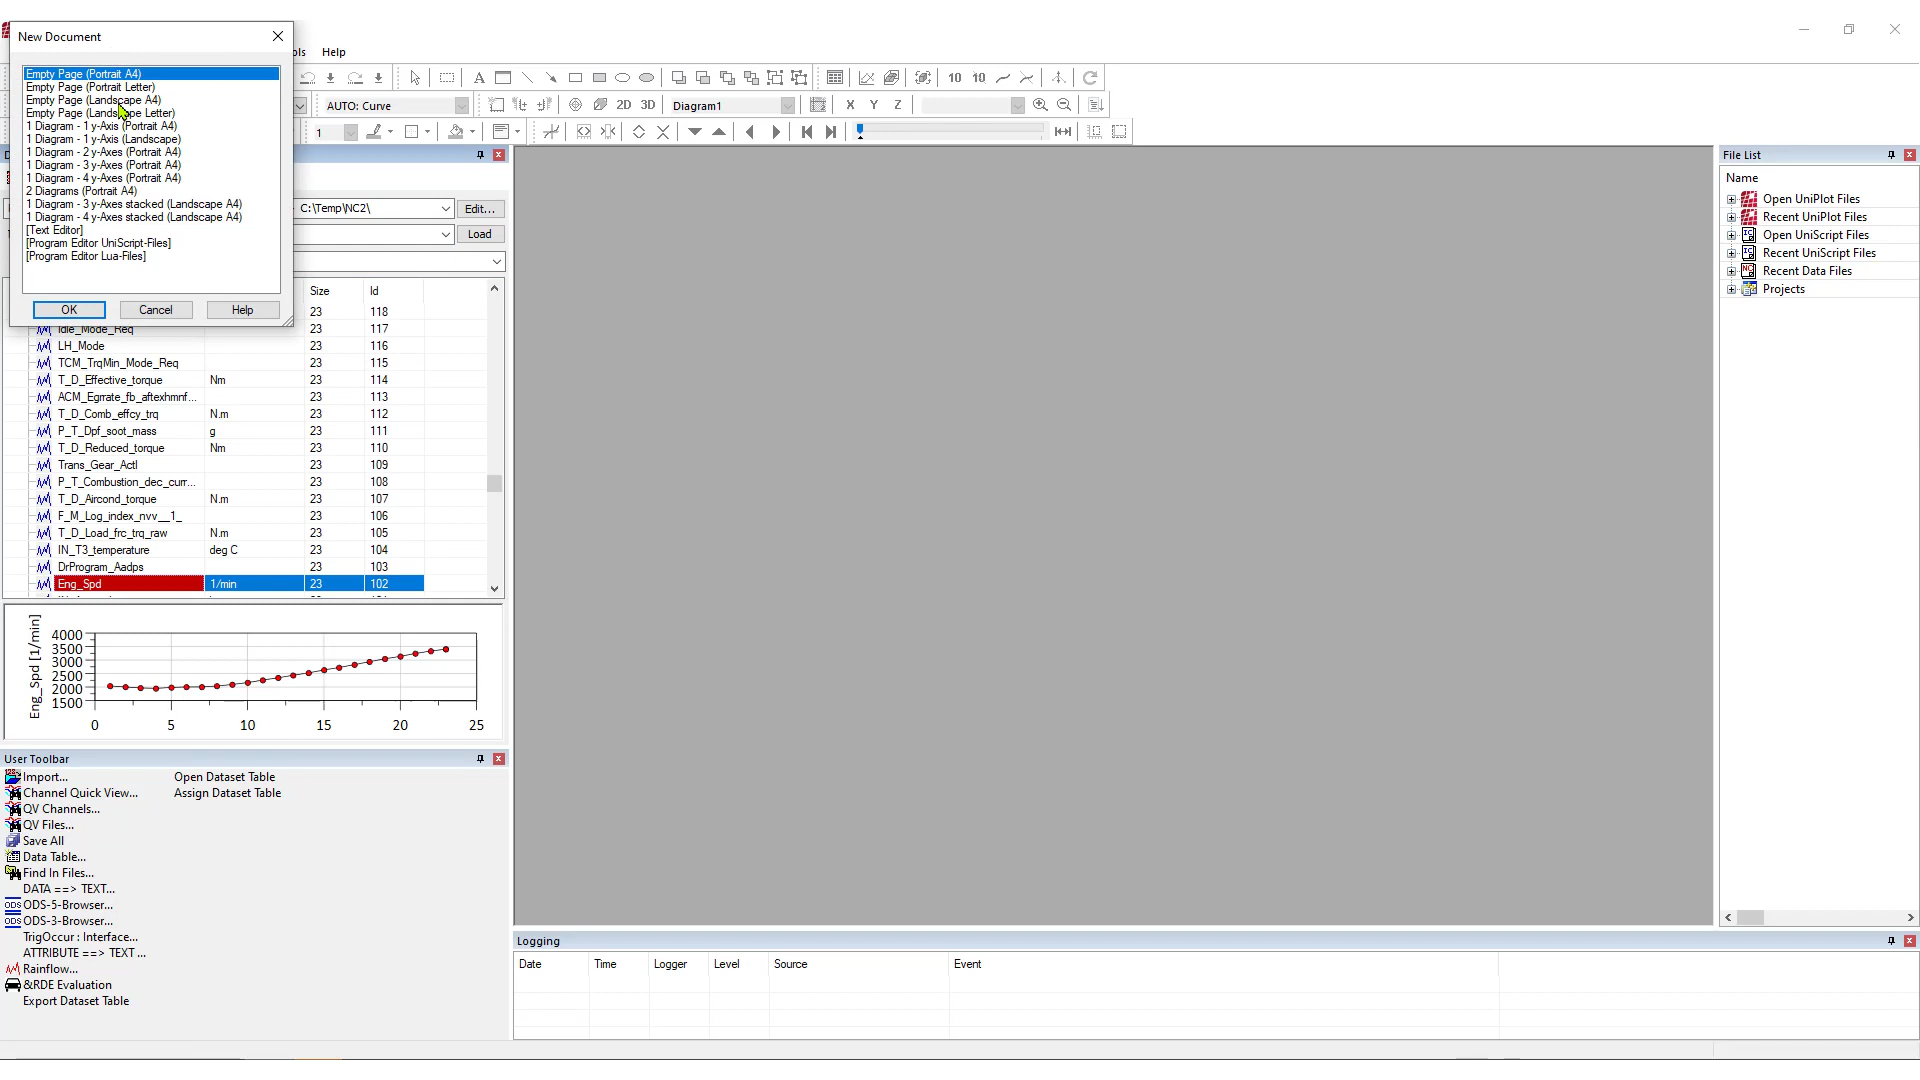 New Document
ols Help
Empty Page (Portrait A4)
Empty Page (Portrait Letter)
Empty Page (Landscape A4)
Empty Page (Landscape Letter)
1 Diagram - 1 y-Axis (Portrait A4)
1 Diagram - 1 y-Axis (Landscape)
1 Diagram - 2 y-Axes (Portrait A4)
1 Diagram - 3 y-Axes (Portrait A4)
1 Diagram - 4 y-Axes (Portrait A4)
2 Diagrams (Portrait A4)
1 Diagram - 3 y-Axes stacked (Landscape A4)
1 Diagram - 4 y-Axes stacked (Landscape A4)
[Text Editor]
[Program Editor UniScript-Files]
[Program Editor Lua-Files]
OK Cancel Help
A 10 10
AUTO: Curve 2D 3D Diagram1 X Y Z
1
C:\Temp\NC2\ Edit...
Load
Size Id
23 118
Idle_Mode_Req 23 117
LH_Mode 23 116
TCM_TrqMin_Mode_Req 23 115
T_D_Effective_torque Nm 23 114
ACM_Egrrate_fb_aftexhmnf... 23 113
T_D_Comb_effcy_trq N.m 23 112
P_T_Dpf_soot_mass g 23 111
T_D_Reduced_torque Nm 23 110
Trans_Gear_Actl 23 109
P_T_Combustion_dec_curr... 23 108
T_D_Aircond_torque N.m 23 107
F_M_Log_index_nvv__1_ 23 106
T_D_Load_frc_trq_raw N.m 23 105
IN_T3_temperature deg C 23 104
DrProgram_Aadps 23 103
Eng_Spd 1/min 23 102
Eng_Spd [1/min]
4000
3500
3000
2500
2000
1500
0 5 10 15 20 25
User Toolbar
Import... Open Dataset Table
Channel Quick View... Assign Dataset Table
QV Channels...
QV Files...
Save All
Data Table...
Find In Files...
DATA ==> TEXT...
ODS ODS-5-Browser...
ODS ODS-3-Browser...
TrigOccur : Interface...
ATTRIBUTE ==> TEXT ...
Rainflow...
&RDE Evaluation
Export Dataset Table
File List
Name
Open UniPlot Files
Recent UniPlot Files
Open UniScript Files
Recent UniScript Files
Recent Data Files
Projects
Logging
Date Time Logger Level Source Event